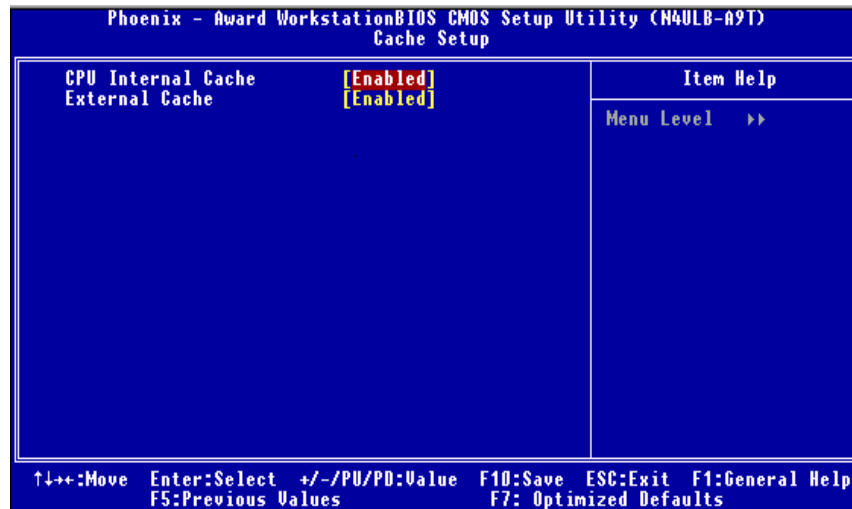 Phoenix - Award WorkstationBIOS CMOS Setup Utility (N4ULB-A9T)
Cache Setup
CPU Internal Cache [Enabled]
External Cache [Enabled]
Item Help
Menu Level ▸▸
↑↓→←:Move Enter:Select +/-/PU/PD:Value F10:Save ESC:Exit F1:General Help
F5:Previous Values F7: Optimized Defaults